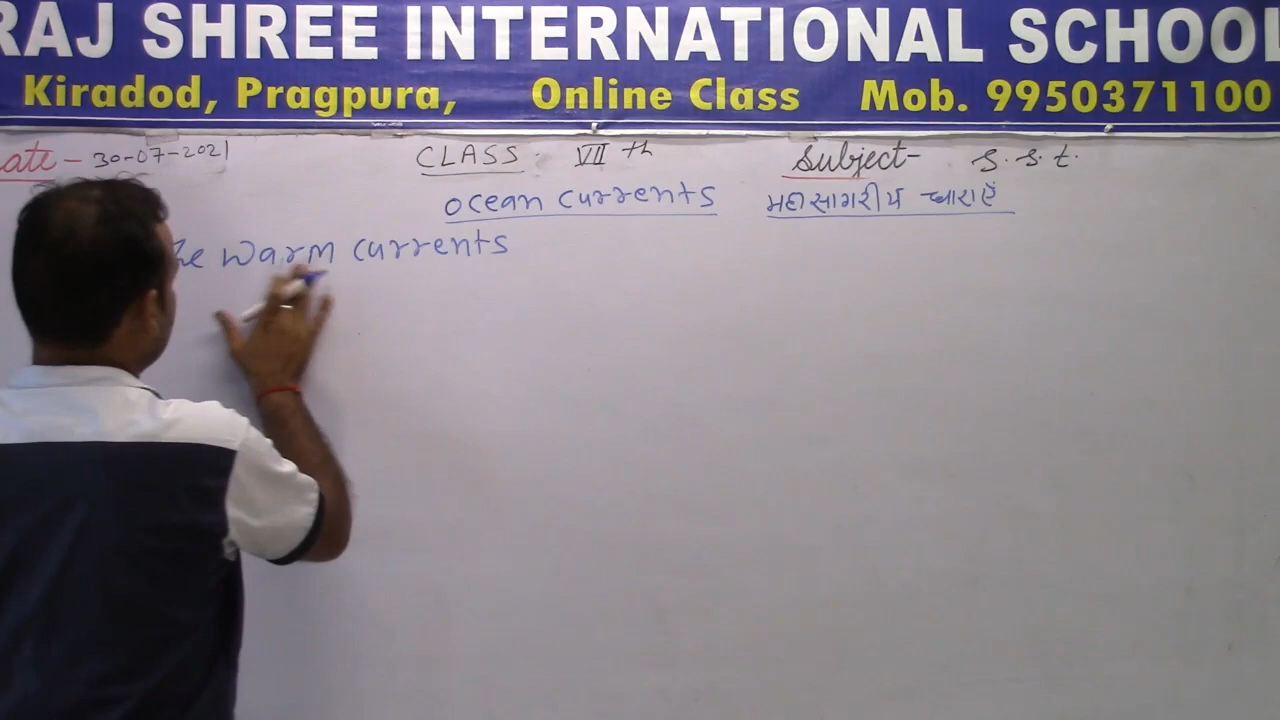 RAJ SHREE INTERNATIONAL SCHOOL
Kiradod, Pragpura, Online Class Mob. 9950371100
ate - 30-07-2021 CLASS. VII th Subject- S. S. t.
Ocean currents महासागरीय धाराएँ
he warm currents